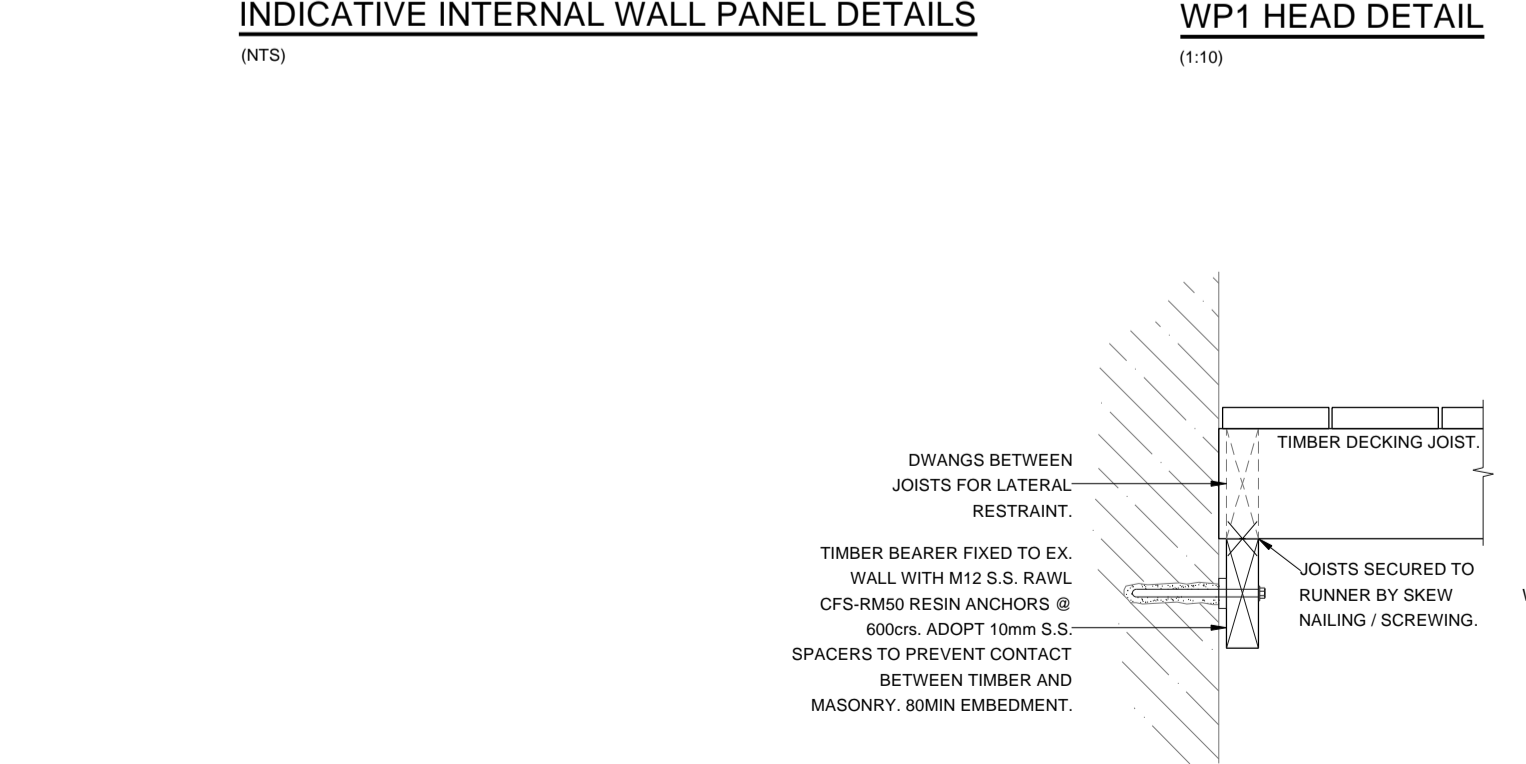 INDICATIVE INTERNAL WALL PANEL DETAILS
(NTS)
WP1 HEAD DETAIL
(1:10)
DWANGS BETWEEN
JOISTS FOR LATERAL
RESTRAINT.
TIMBER BEARER FIXED TO EX.
WALL WITH M12 S.S. RAWL
CFS-RM50 RESIN ANCHORS @
600crs. ADOPT 10mm S.S.
SPACERS TO PREVENT CONTACT
BETWEEN TIMBER AND
MASONRY. 80MIN EMBEDMENT.
TIMBER DECKING JOIST.
JOISTS SECURED TO
RUNNER BY SKEW
NAILING / SCREWING.